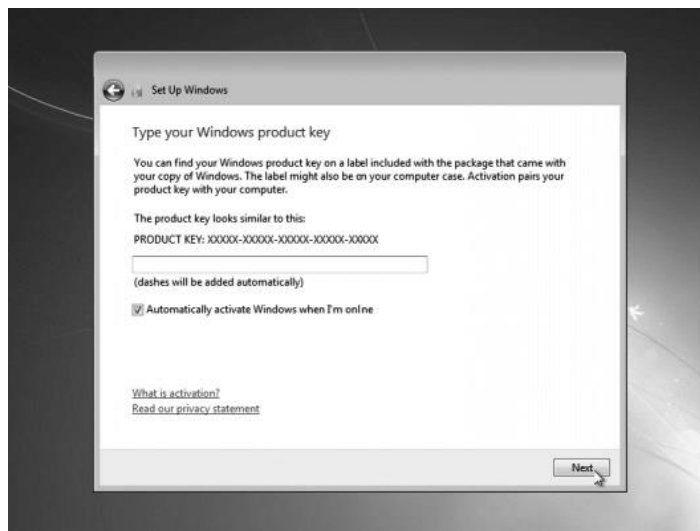 Set Up Windows
Type your Windows product key
You can find your Windows product key on a label included with the package that came with
your copy of Windows. The label might also be on your computer case. Activation pairs your
product key with your computer.
The product key looks similar to this:
PRODUCT KEY: XXXXX-XXXXX-XXXXX-XXXXX-XXXXX
(dashes will be added automatically)
Automatically activate Windows when I'm online
What is activation?
Read our privacy statement
Next